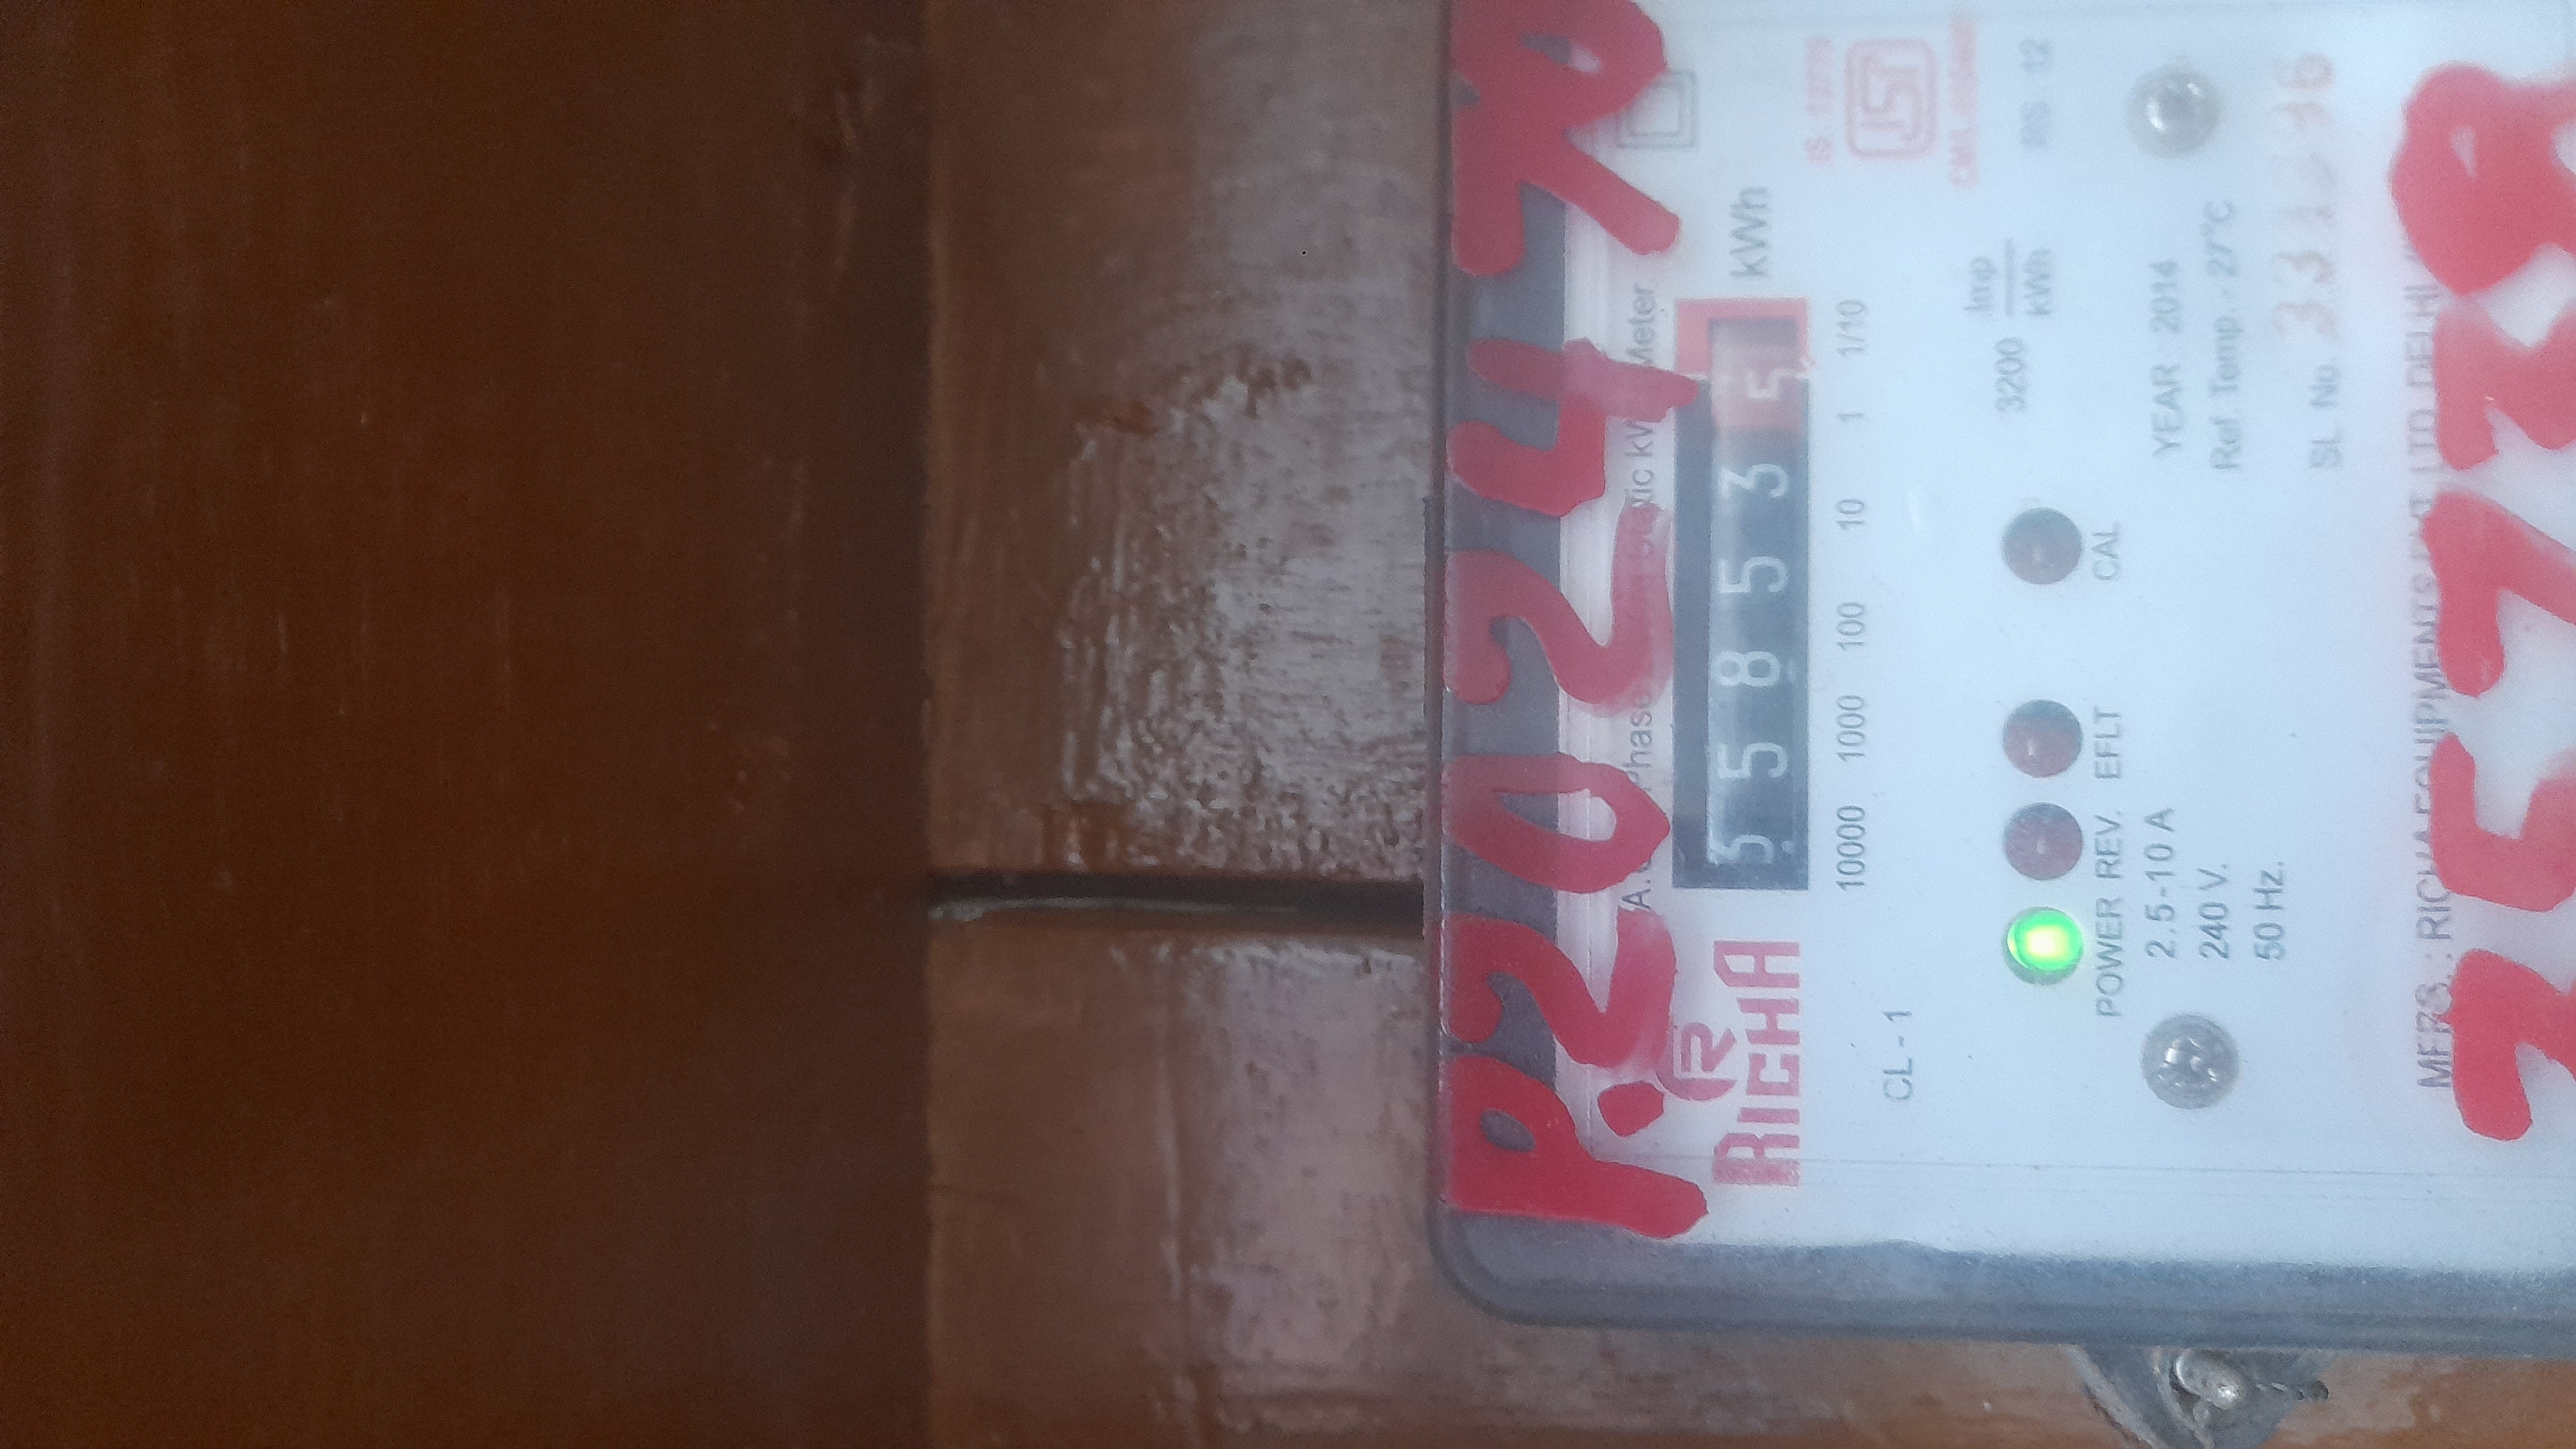 P.2024 R
A.C. Phase Static kWh Meter
RICHA
5 5 8 5 3 5 kWh
10000 1000 100 10 1 1/10
CL-1
3200 Imp/kWh
RS 12
POWER REV. EFLT CAL
2.5-10 A
240 V.
50 Hz.
YEAR 2014
Ref. Temp.-27°C
SL No.
MFRS.: RICHA EQUIPMENTS PVT. LTD. DELHI